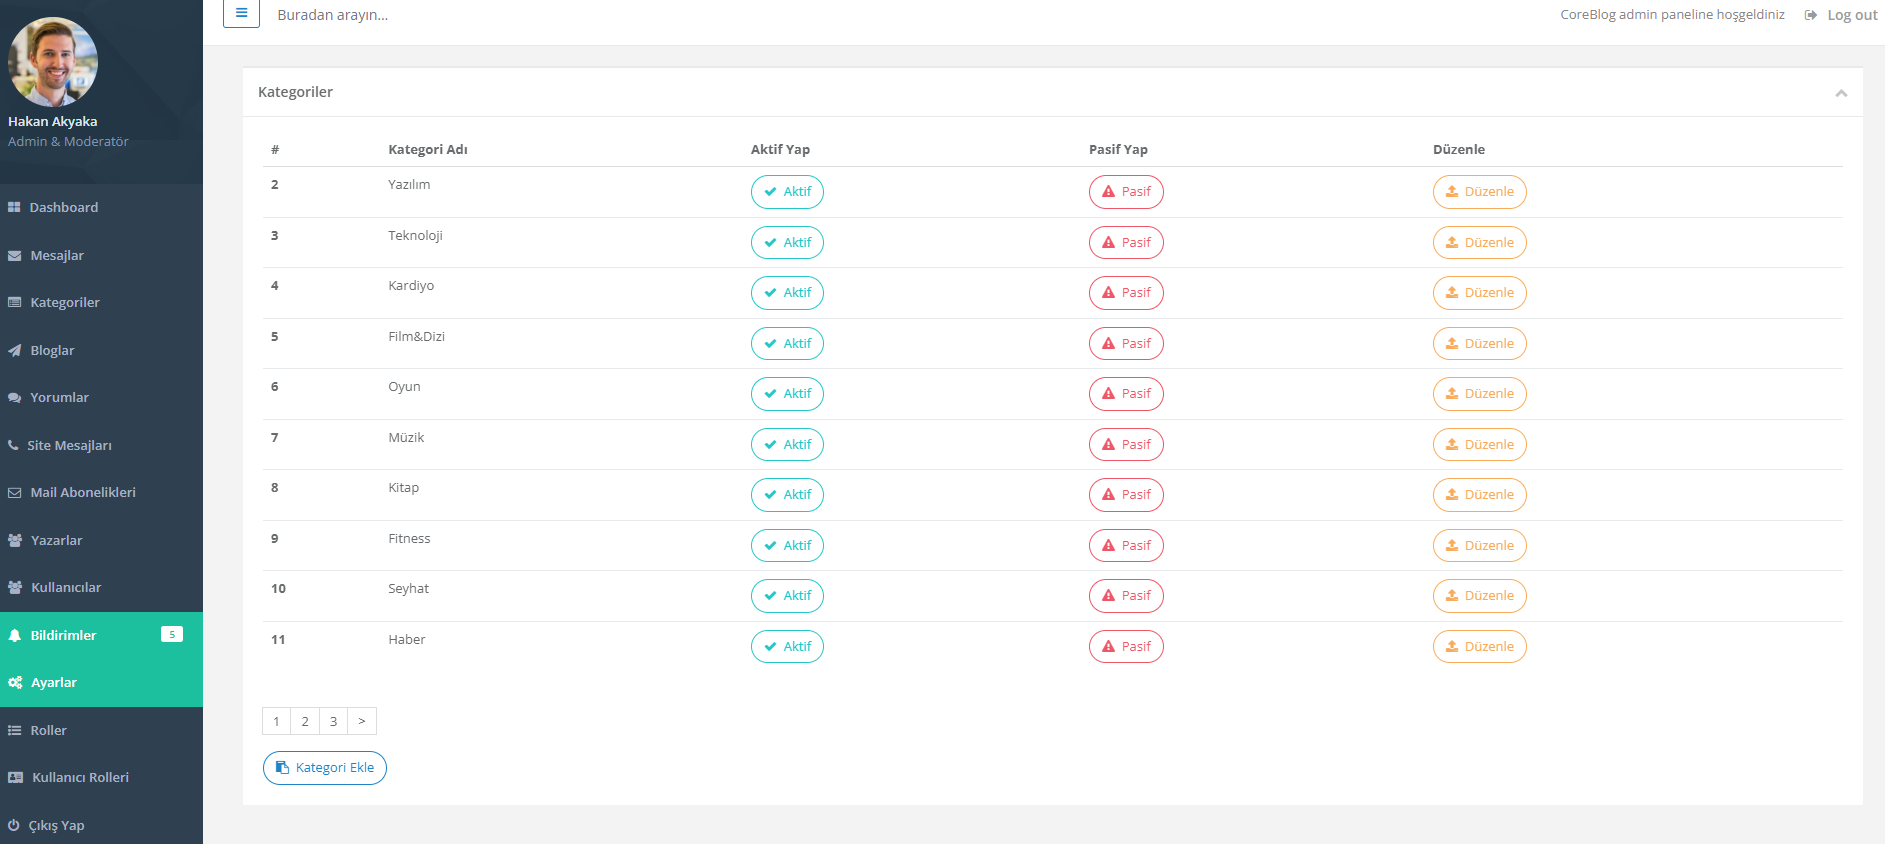 Buradan arayın...
CoreBlog admin paneline hoşgeldiniz
Log out
Hakan Akyaka
Admin & Moderatör
Dashboard
Mesajlar
Kategoriler
Bloglar
Yorumlar
Site Mesajları
Mail Abonelikleri
Yazarlar
Kullanıcılar
Bildirimler 5
Ayarlar
Roller
Kullanıcı Rolleri
Çıkış Yap
Kategoriler
# Kategori Adı Aktif Yap Pasif Yap Düzenle
2 Yazılım Aktif Pasif Düzenle
3 Teknoloji Aktif Pasif Düzenle
4 Kardiyo Aktif Pasif Düzenle
5 Film&Dizi Aktif Pasif Düzenle
6 Oyun Aktif Pasif Düzenle
7 Müzik Aktif Pasif Düzenle
8 Kitap Aktif Pasif Düzenle
9 Fitness Aktif Pasif Düzenle
10 Seyhat Aktif Pasif Düzenle
11 Haber Aktif Pasif Düzenle
1 2 3 >
Kategori Ekle